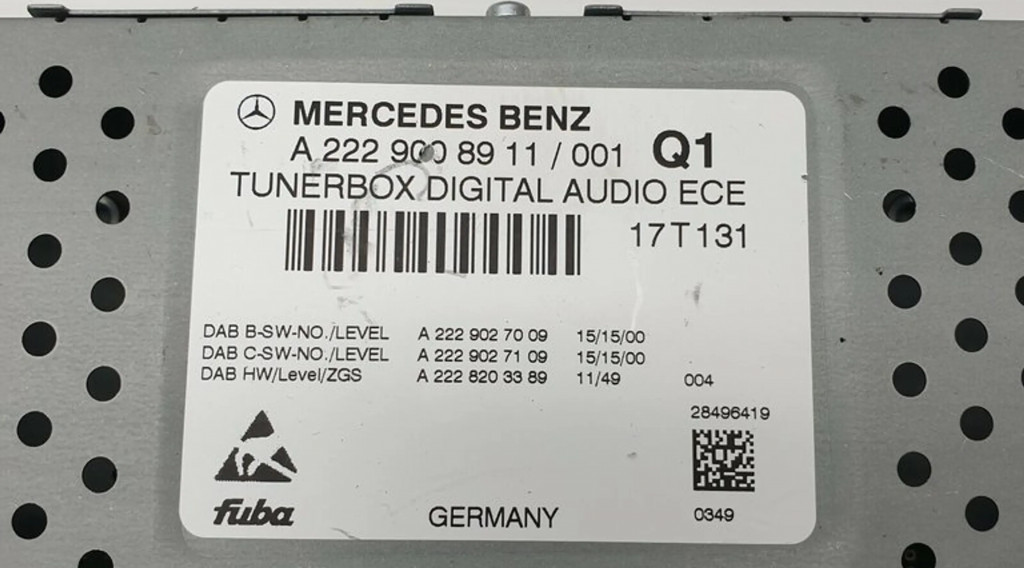 MERCEDES BENZ
A 222 900 89 11 / 001 Q1
TUNERBOX DIGITAL AUDIO ECE
17T131
DAB B-SW-NO./LEVEL A 222 902 70 09 15/15/00
DAB C-SW-NO./LEVEL A 222 902 71 09 15/15/00
DAB HW/Level/ZGS A 222 820 33 89 11/49 004
28496419
fuba GERMANY 0349